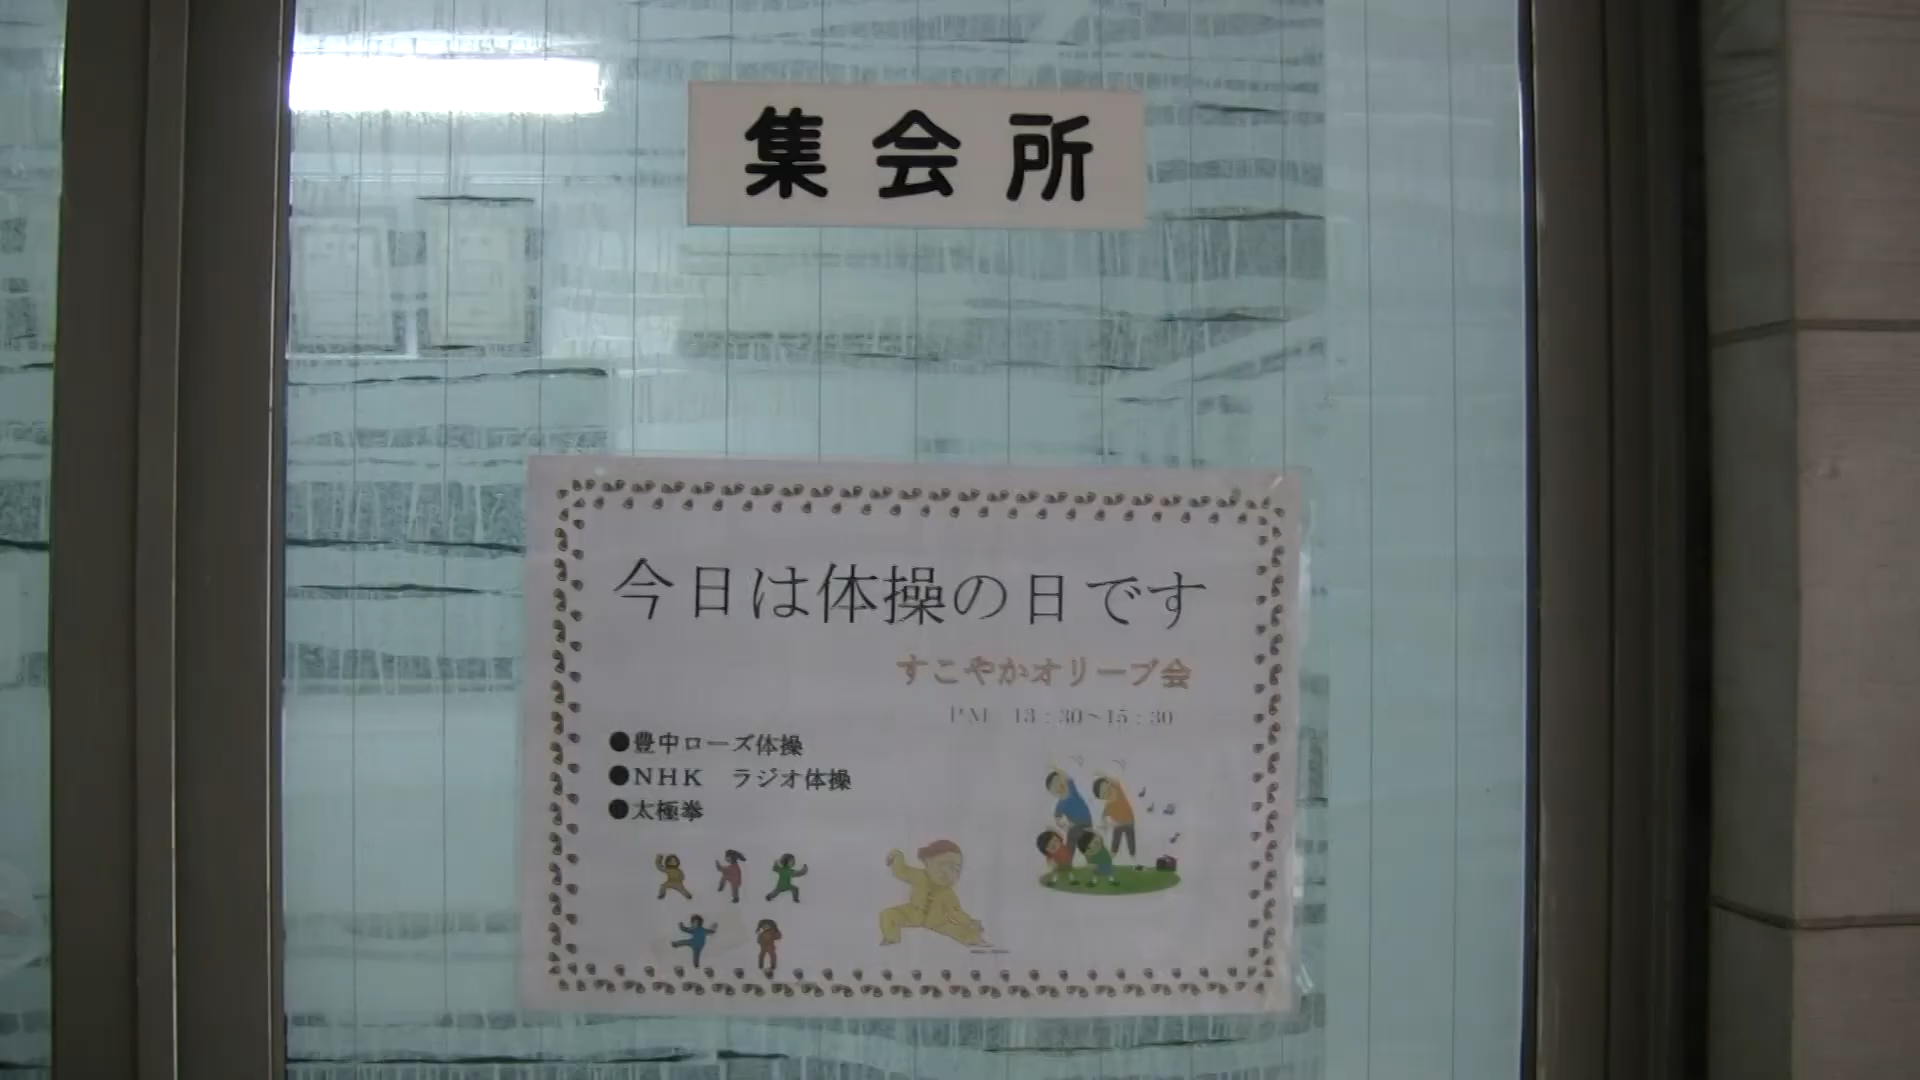 集会所
今日は体操の日です
すこやかオリーブ会
PM 13：30～15：30
●豊中ローズ体操
●NHK　ラジオ体操
●太極拳